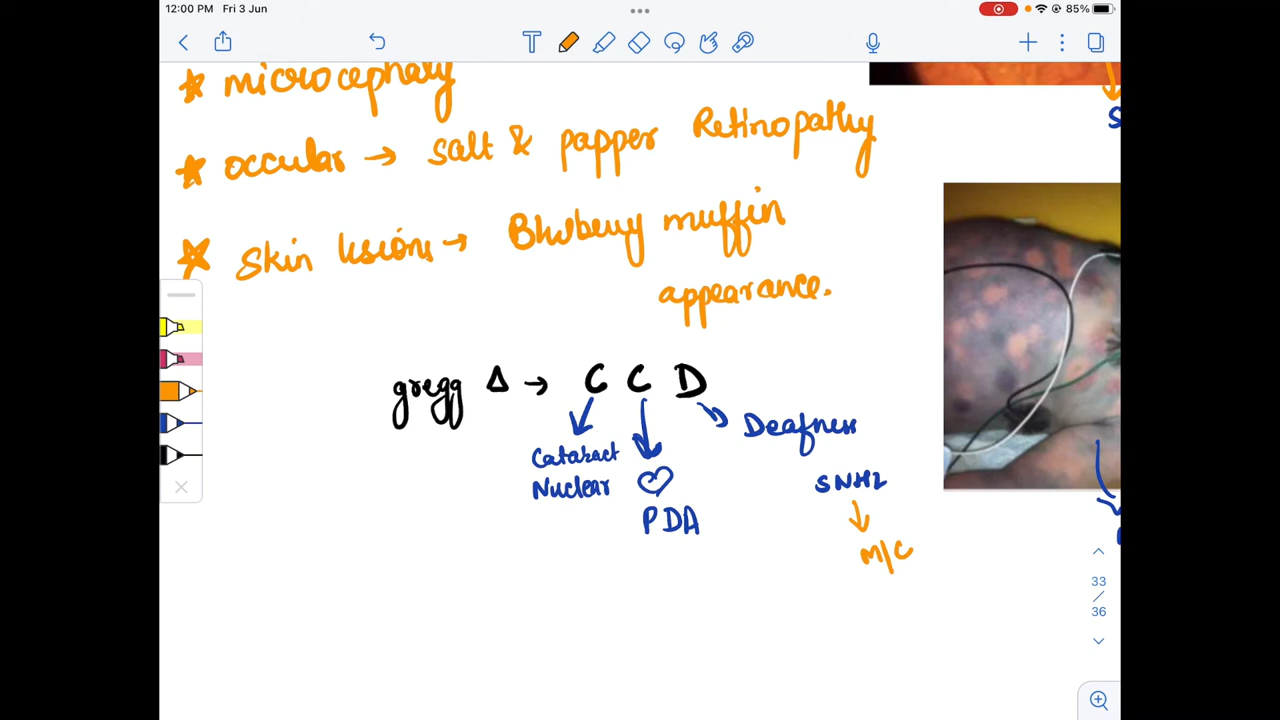 12:00 PM Fri 3 Jun
85%
★ microcephaly
★ occular → salt & papper Retinopathy
★ skin lesions → Blueberry muffin
appearance.
gregg Δ → C C D
Cataract
Nuclear
PDA
Deafness
SNHL
M/C
33
36